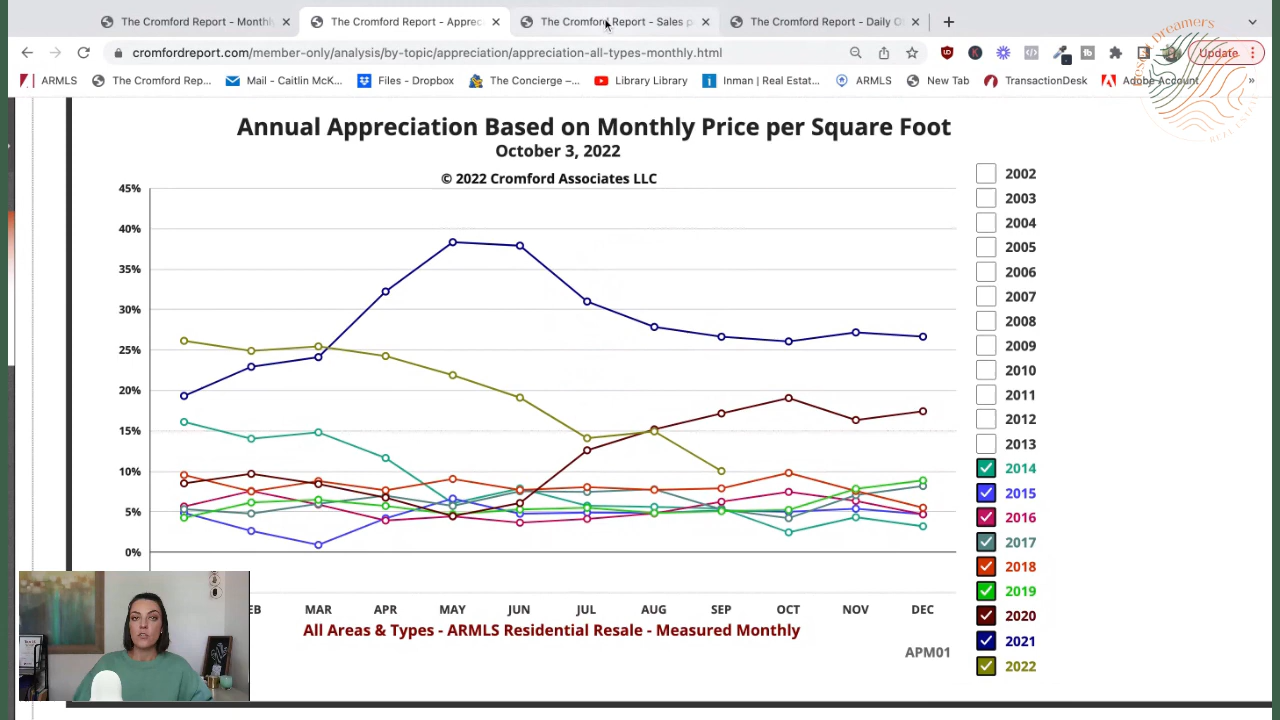 The Cromford Report - Monthl
The Cromford Report - Apprec
The Cromford Report - Sales p
The Cromford Report - Daily O
cromfordreport.com/member-only/analysis/by-topic/appreciation/appreciation-all-types-monthly.html
Update
ARMLS
The Cromford Rep...
Mail - Caitlin McK...
Files - Dropbox
The Concierge –...
Library Library
Inman | Real Estat...
ARMLS
New Tab
TransactionDesk
Adobe Account
»
Dreamers
REAL ESTATE
Annual Appreciation Based on Monthly Price per Square Foot
October 3, 2022
© 2022 Cromford Associates LLC
45%
40%
35%
30%
25%
20%
15%
10%
5%
0%
EB
MAR
APR
MAY
JUN
JUL
AUG
SEP
OCT
NOV
DEC
All Areas & Types - ARMLS Residential Resale - Measured Monthly
APM01
2002
2003
2004
2005
2006
2007
2008
2009
2010
2011
2012
2013
2014
2015
2016
2017
2018
2019
2020
2021
2022